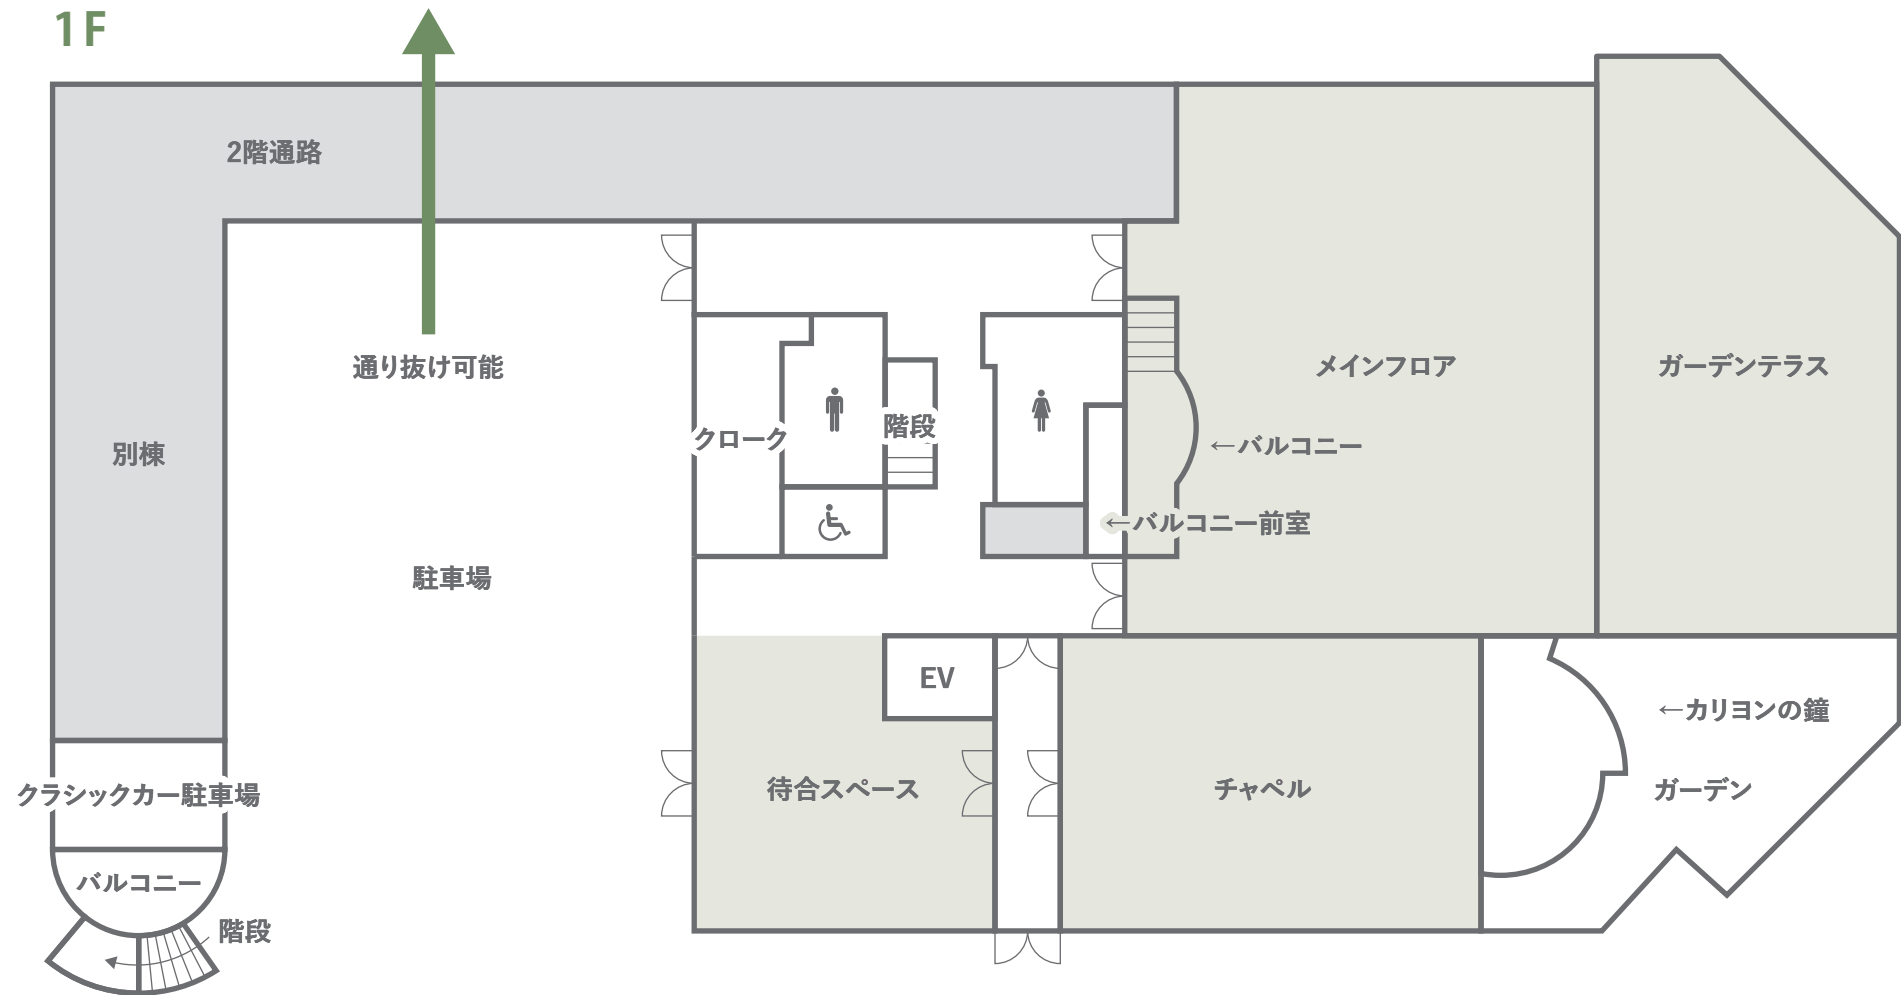 1F
2階通路
通り抜け可能
メインフロア
ガーデンテラス
別棟
クローク
階段
←バルコニー
←バルコニー前室
駐車場
EV
待合スペース
チャペル
←カリヨンの鐘
ガーデン
クラシックカー駐車場
バルコニー
階段